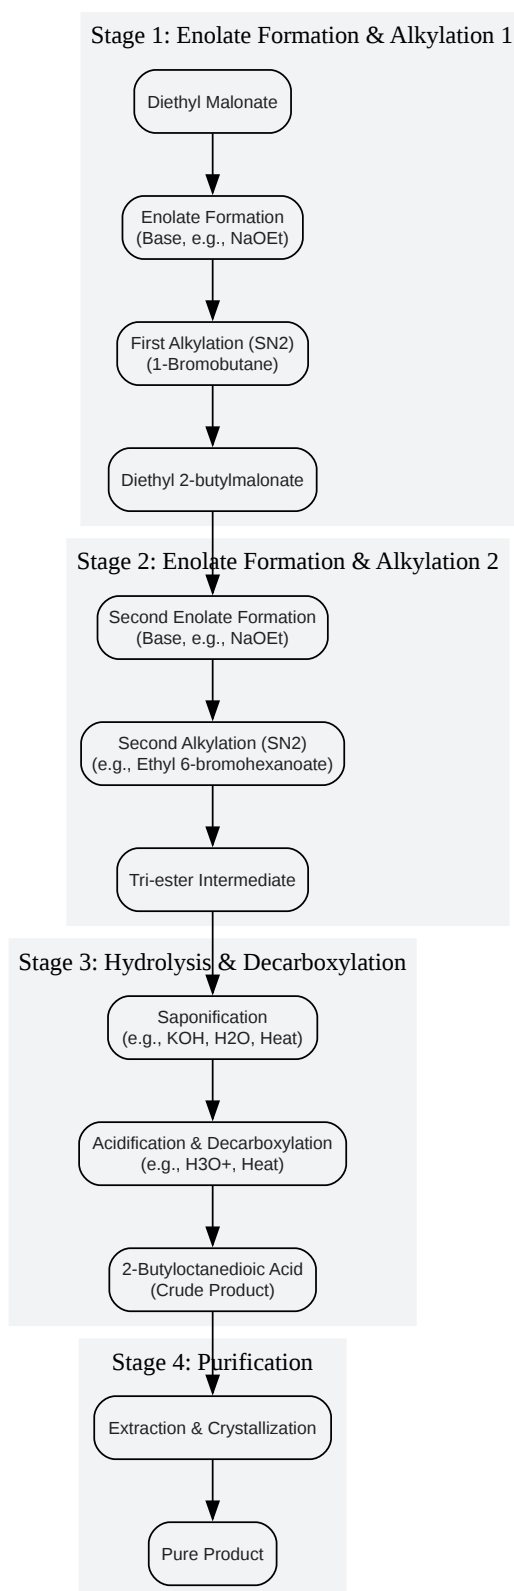 Stage 1: Enolate Formation & Alkylation 1
Diethyl Malonate
Enolate Formation
(Base, e.g., NaOEt)
First Alkylation (SN2)
(1-Bromobutane)
Diethyl 2-butylmalonate
Stage 2: Enolate Formation & Alkylation 2
Second Enolate Formation
(Base, e.g., NaOEt)
Second Alkylation (SN2)
(e.g., Ethyl 6-bromohexanoate)
Tri-ester Intermediate
Stage 3: Hydrolysis & Decarboxylation
Saponification
(e.g., KOH, H2O, Heat)
Acidification & Decarboxylation
(e.g., H3O+, Heat)
2-Butyloctanedioic Acid
(Crude Product)
Stage 4: Purification
Extraction & Crystallization
Pure Product